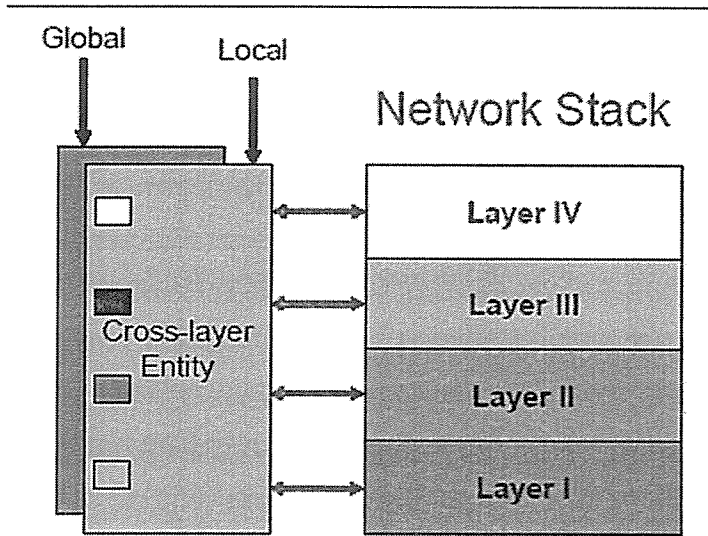 Global
Local
Network Stack
Layer IV
Layer III
Cross-layer
Entity
Layer II
Layer I